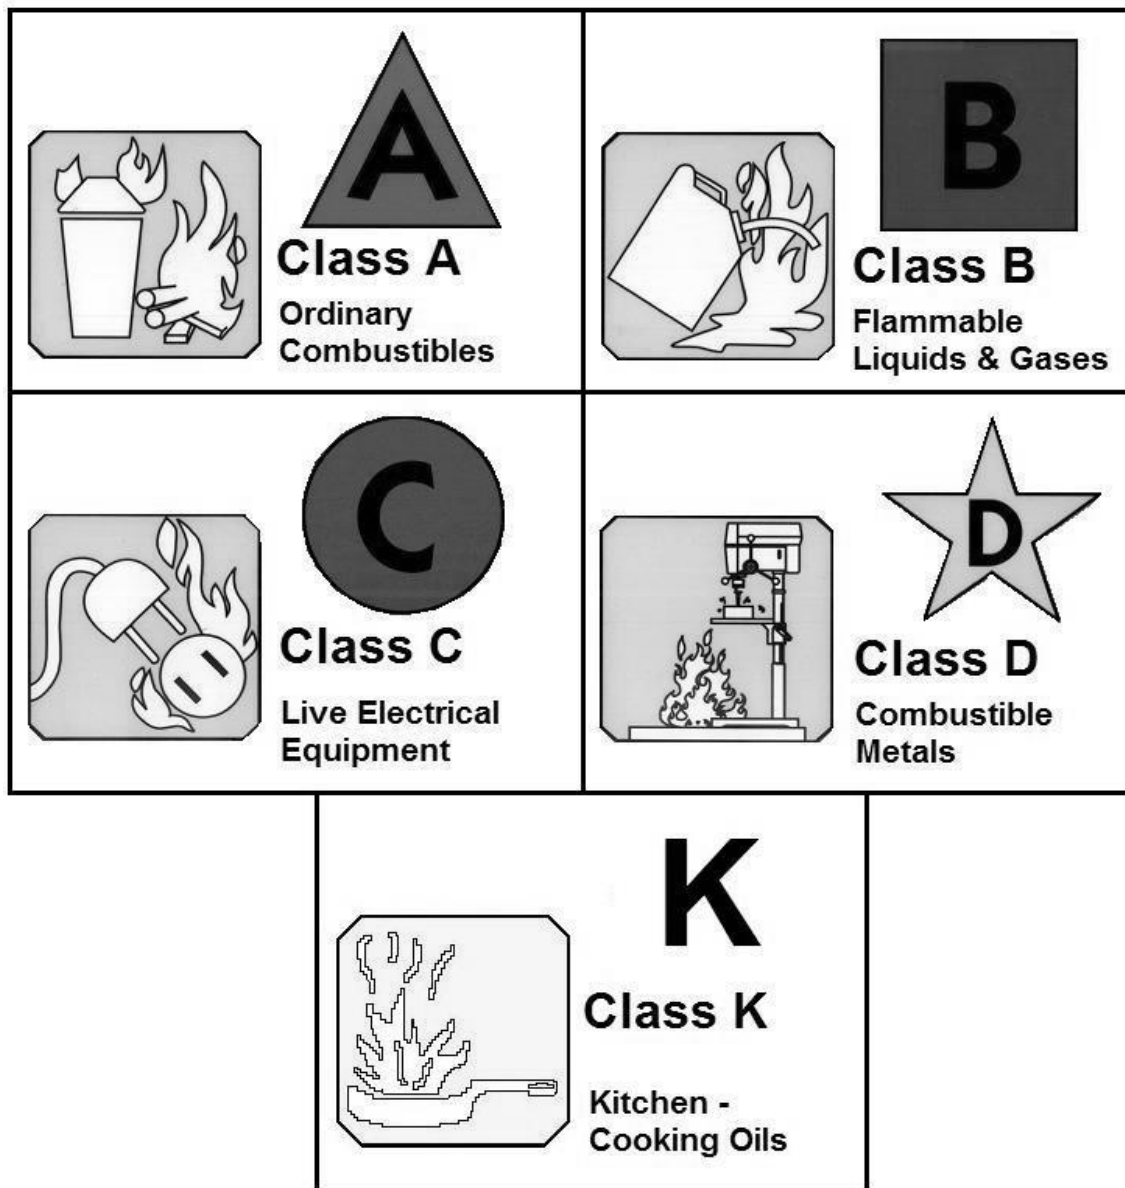 A
Class A
Ordinary
Combustibles
B
Class B
Flammable
Liquids & Gases
C
Class C
Live Electrical
Equipment
D
Class D
Combustible
Metals
K
Class K
Kitchen -
Cooking Oils